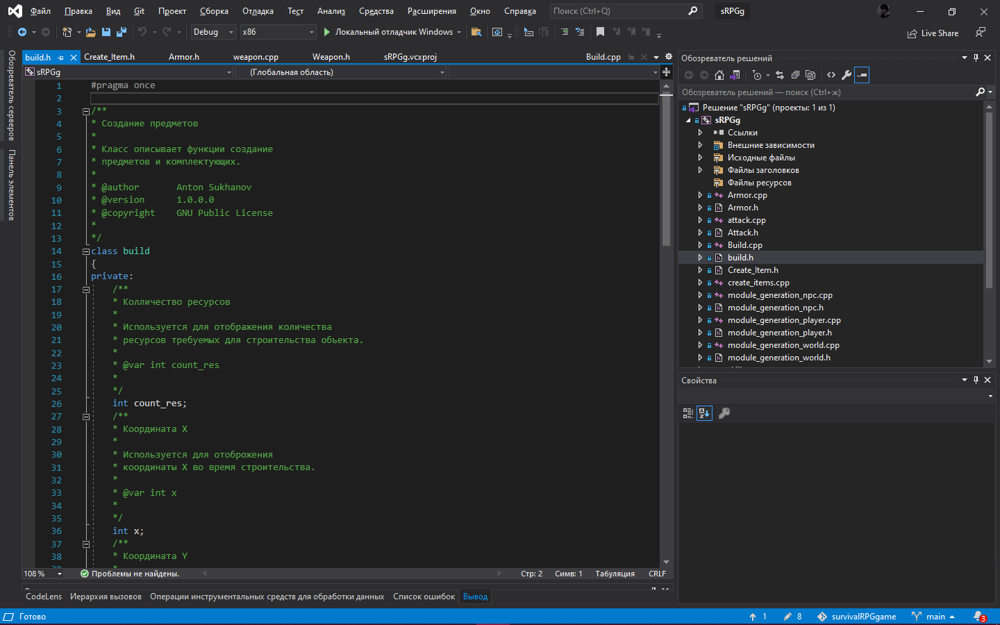 Файл Правка Вид Git Проект Сборка Отладка Тест Анализ Средства Расширения Окно Справка Поиск (Ctrl+Q) sRPGg
Debug x86 Локальный отладчик Windows Live Share
Обозреватель серверов
Панель элементов
build.h Create_Item.h Armor.h weapon.cpp Weapon.h sRPGg.vcxproj Build.cpp
sRPGg (Глобальная область)
1 #pragma once
2
3 /**
4 * Создание предметов
5 *
6 * Класс описывает функции создание
7 * предметов и комплектующих.
8 *
9 * @author Anton Sukhanov
10 * @version 1.0.0.0
11 * @copyright GNU Public License
12 *
13 */
14 class build
15 {
16 private:
17 /**
18 * Колличество ресурсов
19 *
20 * Используется для отображения количества
21 * ресурсов требуемых для строительства объекта.
22 *
23 * @var int count_res
24 *
25 */
26 int count_res;
27 /**
28 * Координата X
29 *
30 * Используется для отоброжения
31 * координаты X во время строительства.
32 *
33 * @var int x
34 *
35 */
36 int x;
37 /**
38 * Координата Y
108 % Проблемы не найдены. Стр: 2 Симв: 1 Табуляция CRLF
CodeLens Иерархия вызовов Операции инструментальных средств для обработки данных Список ошибок Вывод
Обозреватель решений
Обозреватель решений — поиск (Ctrl+ж)
Решение "sRPGg" (проекты: 1 из 1)
sRPGg
Ссылки
Внешние зависимости
Исходные файлы
Файлы заголовков
Файлы ресурсов
Armor.cpp
Armor.h
attack.cpp
Attack.h
Build.cpp
build.h
Create_Item.h
create_items.cpp
module_generation_npc.cpp
module_generation_npc.h
module_generation_player.cpp
module_generation_player.h
module_generation_world.cpp
module_generation_world.h
Свойства
Готово 1 8 survivalRPGgame main 3